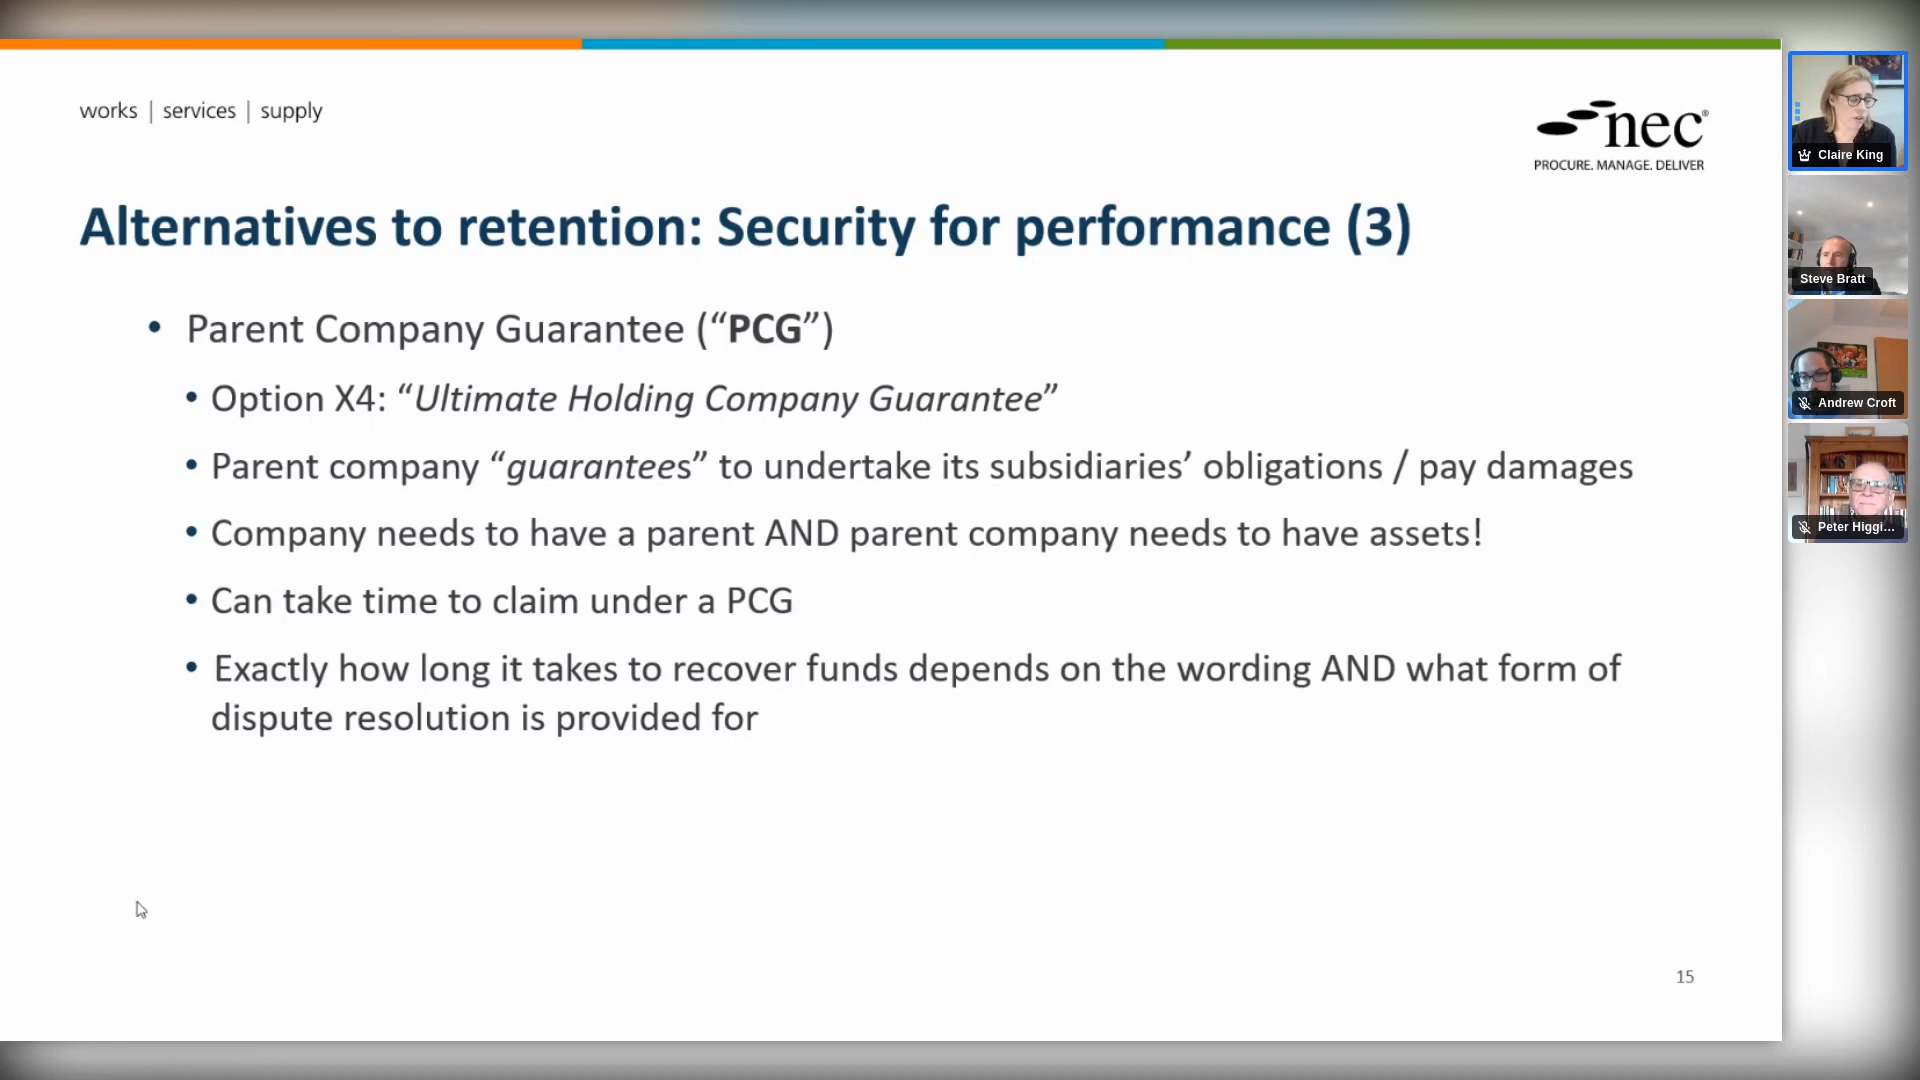 works | services | supply
nec®
PROCURE. MANAGE. DELIVER
Alternatives to retention: Security for performance (3)
• Parent Company Guarantee (“PCG”)
• Option X4: “Ultimate Holding Company Guarantee”
• Parent company “guarantees” to undertake its subsidiaries’ obligations / pay damages
• Company needs to have a parent AND parent company needs to have assets!
• Can take time to claim under a PCG
• Exactly how long it takes to recover funds depends on the wording AND what form of
dispute resolution is provided for
15
Claire King
Steve Bratt
Andrew Croft
Peter Higgi...